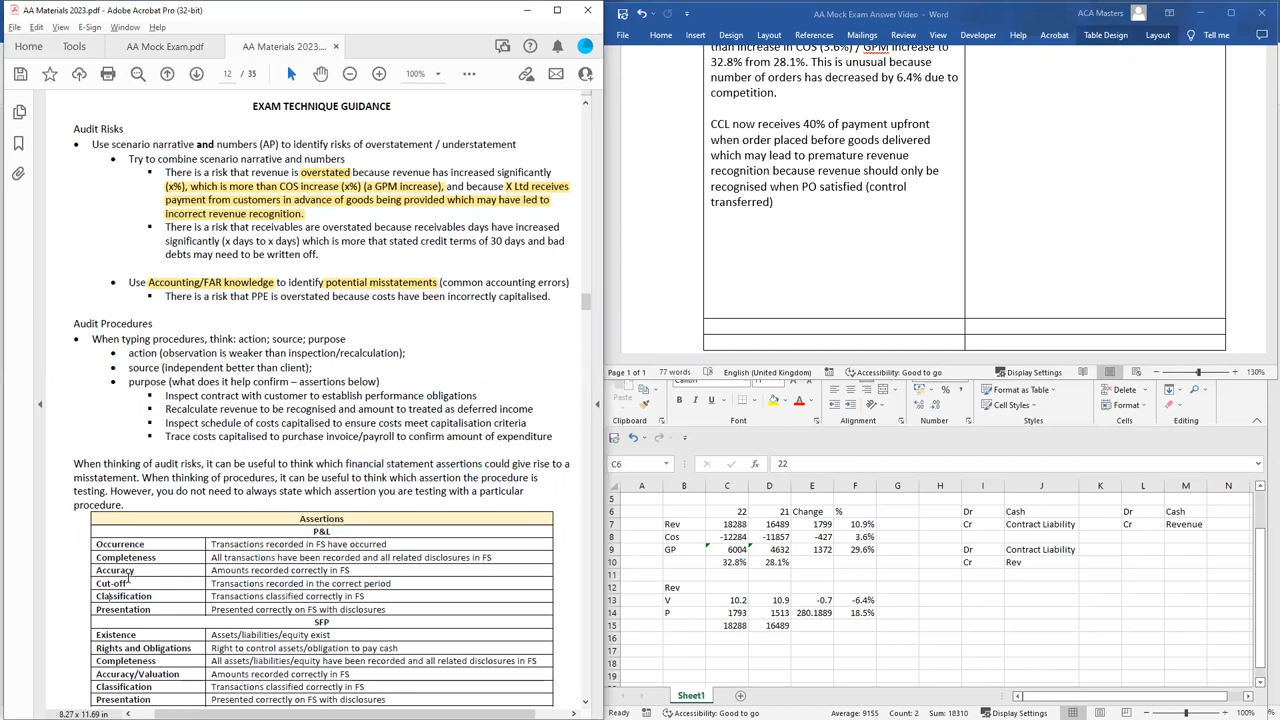 AA Materials 2023.pdf - Adobe Acrobat Pro (32-bit)
File Edit View E-Sign Window Help
Home Tools AA Mock Exam.pdf AA Materials 2023....
12 / 35 100%
EXAM TECHNIQUE GUIDANCE
Audit Risks
Use scenario narrative and numbers (AP) to identify risks of overstatement / understatement
Try to combine scenario narrative and numbers
There is a risk that revenue is overstated because revenue has increased significantly
(x%), which is more than COS increase (x%) (a GPM increase), and because X Ltd receives
payment from customers in advance of goods being provided which may have led to
incorrect revenue recognition.
There is a risk that receivables are overstated because receivables days have increased
significantly (x days to x days) which is more that stated credit terms of 30 days and bad
debts may need to be written off.
Use Accounting/FAR knowledge to identify potential misstatements (common accounting errors)
There is a risk that PPE is overstated because costs have been incorrectly capitalised.
Audit Procedures
When typing procedures, think: action; source; purpose
action (observation is weaker than inspection/recalculation);
source (independent better than client);
purpose (what does it help confirm – assertions below)
Inspect contract with customer to establish performance obligations
Recalculate revenue to be recognised and amount to treated as deferred income
Inspect schedule of costs capitalised to ensure costs meet capitalisation criteria
Trace costs capitalised to purchase invoice/payroll to confirm amount of expenditure
When thinking of audit risks, it can be useful to think which financial statement assertions could give rise to a
misstatement. When thinking of procedures, it can be useful to think which assertion the procedure is
testing. However, you do not need to always state which assertion you are testing with a particular
procedure.
Assertions
P&L
Occurrence Transactions recorded in FS have occurred
Completeness All transactions have been recorded and all related disclosures in FS
Accuracy Amounts recorded correctly in FS
Cut-off Transactions recorded in the correct period
Classification Transactions classified correctly in FS
Presentation Presented correctly on FS with disclosures
SFP
Existence Assets/liabilities/equity exist
Rights and Obligations Right to control assets/obligation to pay cash
Completeness All assets/liabilities/equity have been recorded and all related disclosures in FS
Accuracy/Valuation Amounts recorded correctly in FS
Classification Transactions classified correctly in FS
Presentation Presented correctly on FS with disclosures
8.27 x 11.69 in
AA Mock Exam Answer Video - Word ACA Masters
File Home Insert Draw Design Layout References Mailings Review View Developer Help Acrobat Table Design Layout Tell me
than increase in COS (3.6%) / GPM increase to
32.8% from 28.1%. This is unusual because
number of orders has decreased by 6.4% due to
competition.
CCL now receives 40% of payment upfront
when order placed before goods delivered
which may lead to premature revenue
recognition because revenue should only be
recognised when PO satisfied (control
transferred)
Page 1 of 1 77 words English (United Kingdom) Accessibility: Good to go Display Settings 130%
Paste Calibri B I U Format as Table Delete
Cell Styles Format
Clipboard Font Alignment Number Styles Cells Editing
C6 22
A B C D E F G H I J K L M N
5
6 22 21 Change % Dr Cash Dr Cash
7 Rev 18288 16489 1799 10.9% Cr Contract Liability Cr Revenue
8 Cos -12284 -11857 -427 3.6%
9 GP 6004 4632 1372 29.6% Dr Contract Liability
10 32.8% 28.1% Cr Rev
11
12 Rev
13 V 10.2 10.9 -0.7 -6.4%
14 P 1793 1513 280.1889 18.5%
15 18288 16489
16
17
18
19
Sheet1
Ready Accessibility: Good to go Average: 9155 Count: 2 Sum: 18310 Display Settings 100%